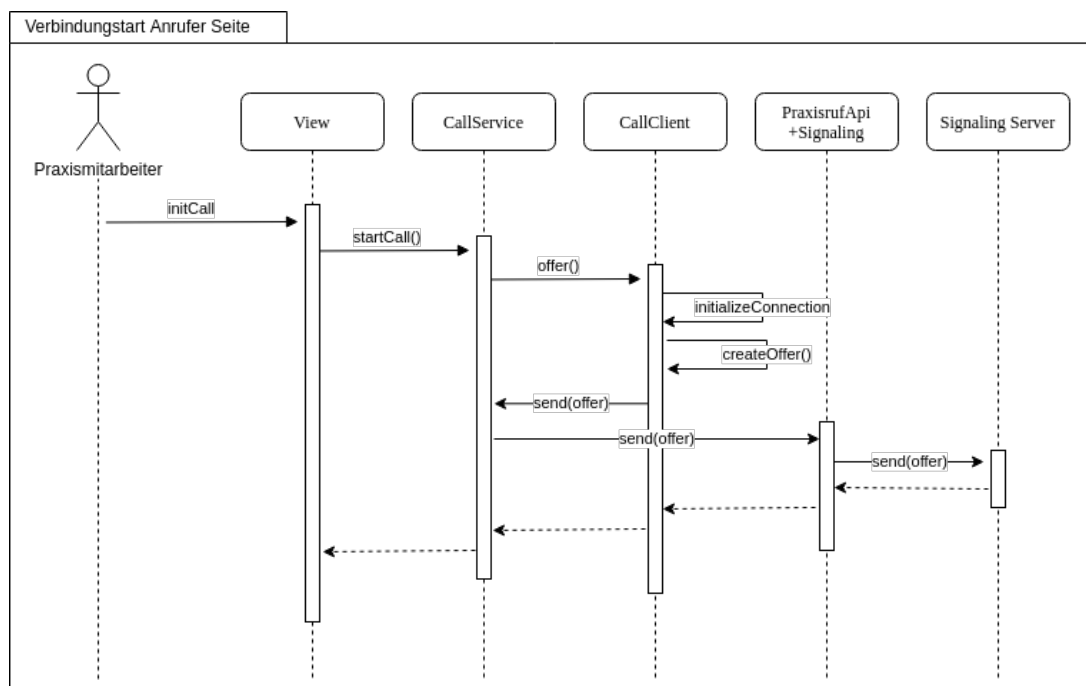 Verbindungstart Anrufer Seite
Praxismitarbeiter
View
CallService
CallClient
PraxisrufApi
+Signaling
Signaling Server
initCall
startCall()
offer()
initializeConnection
createOffer()
send(offer)
send(offer)
send(offer)